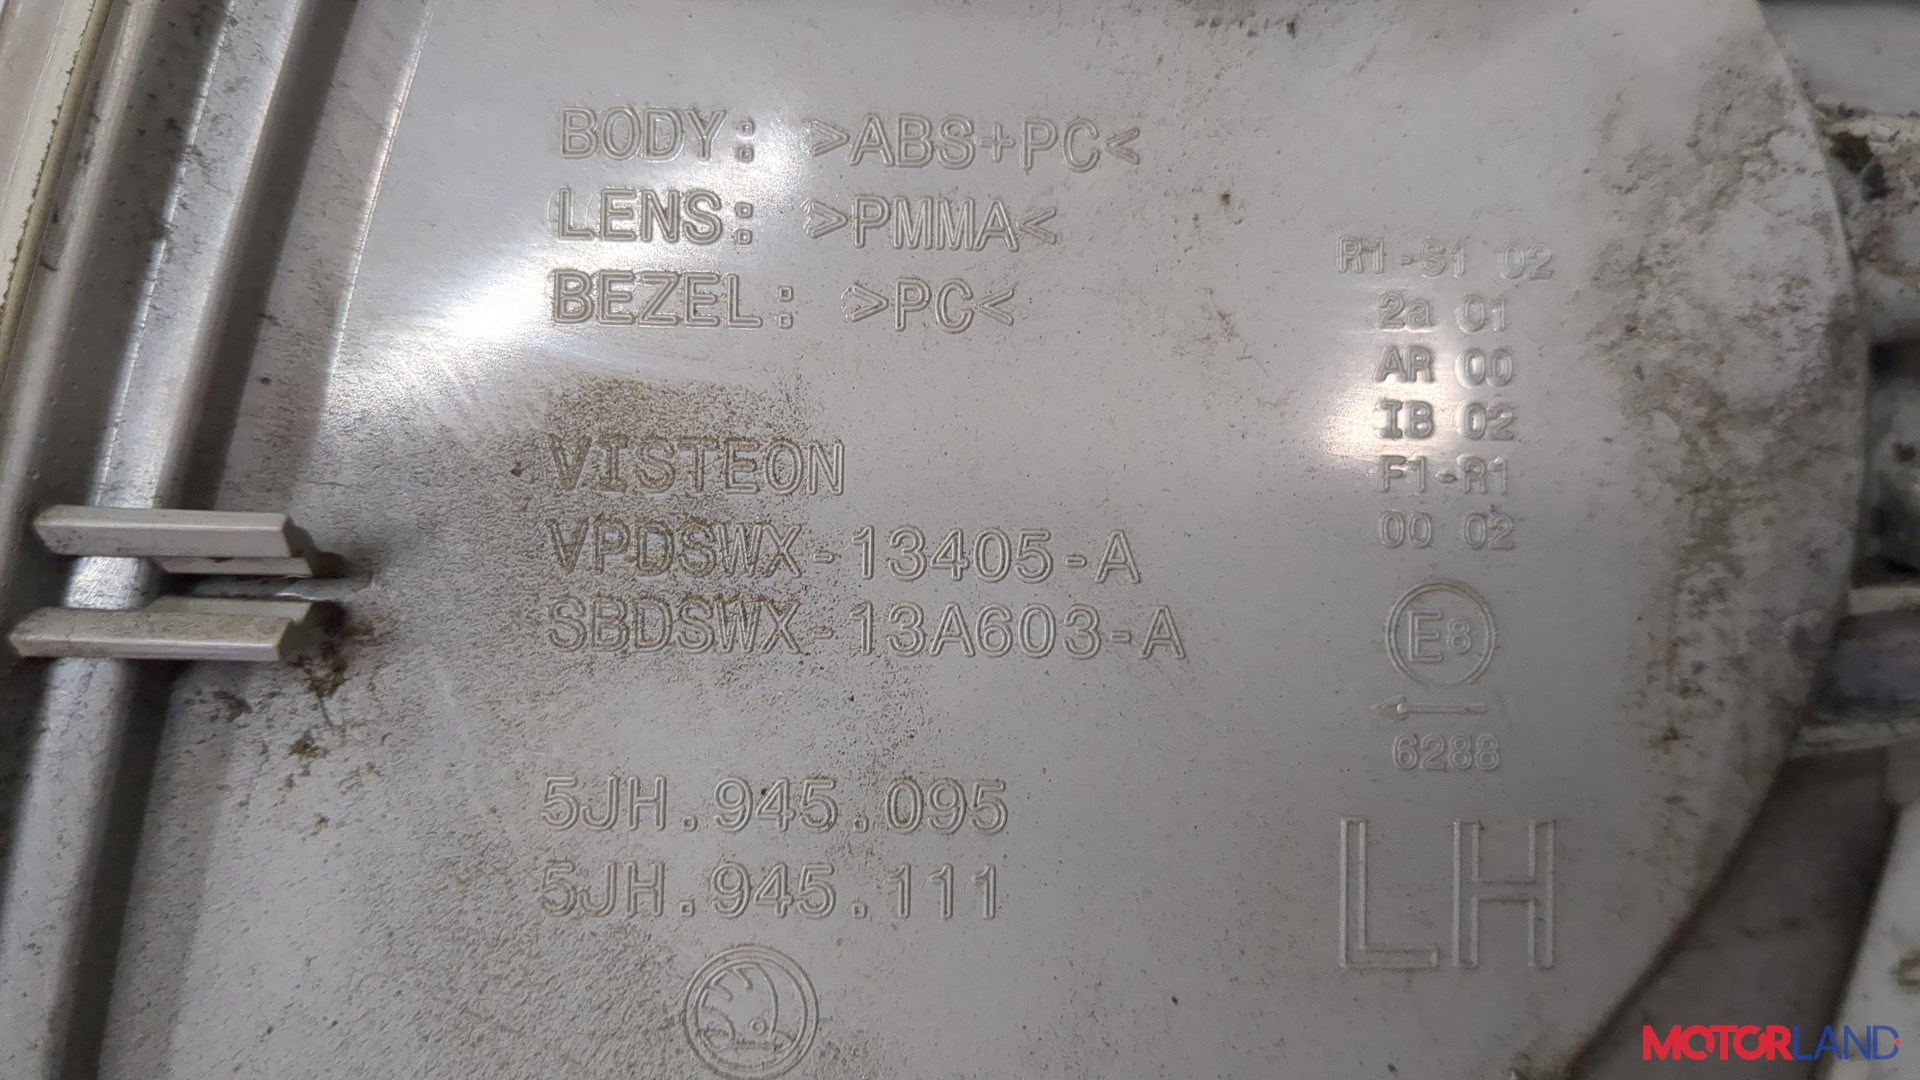 BODY: >ABS+PC<
LENS: >PMMA<
BEZEL: >PC<
VISTEON
VPDSWX-13405-A
SBDSWX-13A603-A
5JH.945.095
5JH.945.111
R1-S1 02
2a 01
AR 00
IB 02
F1-R1
00 02
E8
6288
LH
MOTORLAND